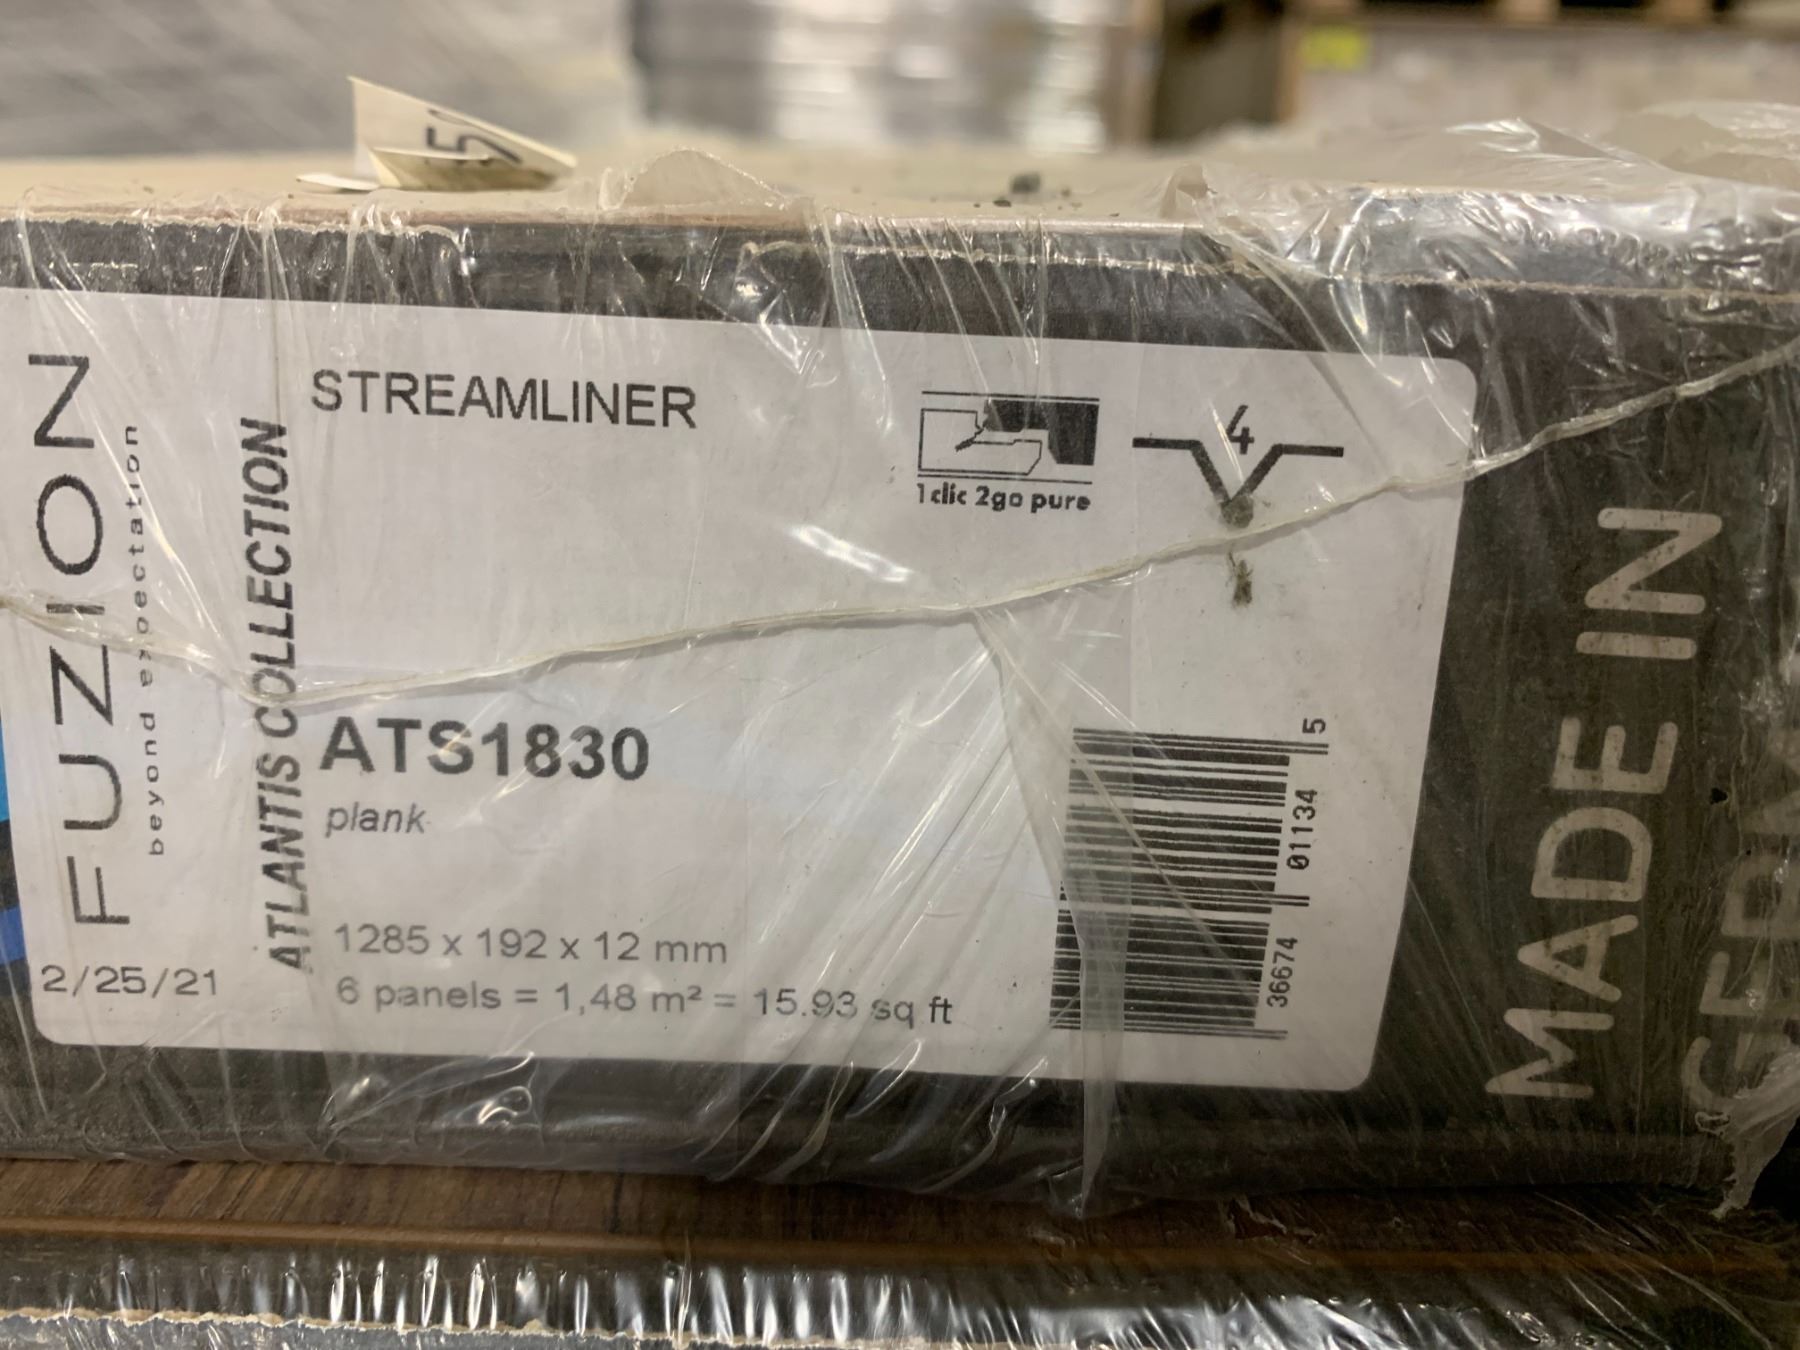 FUZION
beyond expectation
2/25/21
ATLANTIS COLLECTION
STREAMLINER
1 clic 2go pure
4
ATS1830
plank
1285 x 192 x 12 mm
6 panels = 1,48 m² = 15.93 sq ft
36674 01134 5
MADE IN